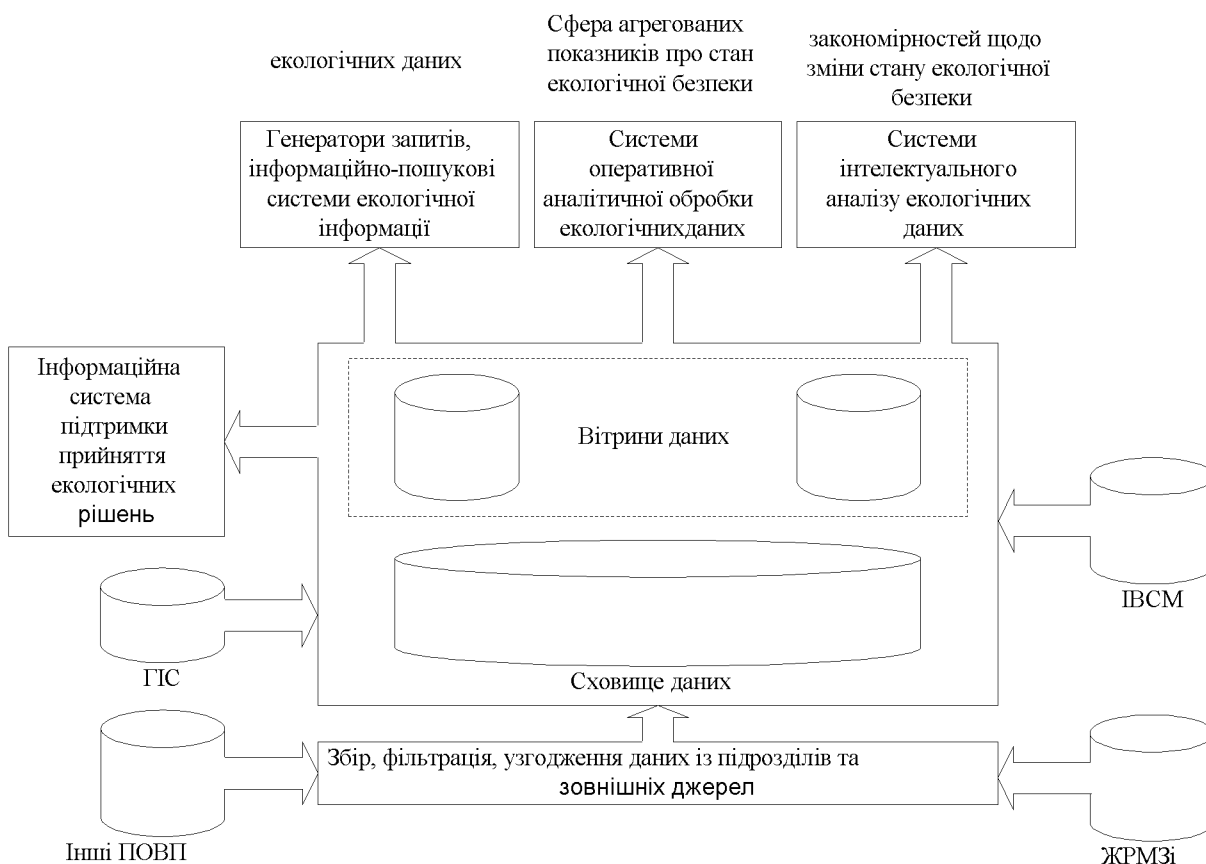 екологічних даних
Сфера агрегованих
показників про стан
екологічної безпеки
закономірностей щодо
зміни стану екологічної
безпеки
Генератори запитів,
інформаційно-пошукові
системи екологічної
інформації
Системи
оперативної
аналітичної обробки
екологічнихданих
Системи
інтелектуального
аналізу екологічних
даних
Інформаційна
система
підтримки
прийняття
екологічних
рішень
Вітрини даних
ІВСМ
ГІС
Сховище даних
Збір, фільтрація, узгодження даних із підрозділів та
зовнішніх джерел
Інші ПОВП
ЖРМЗі